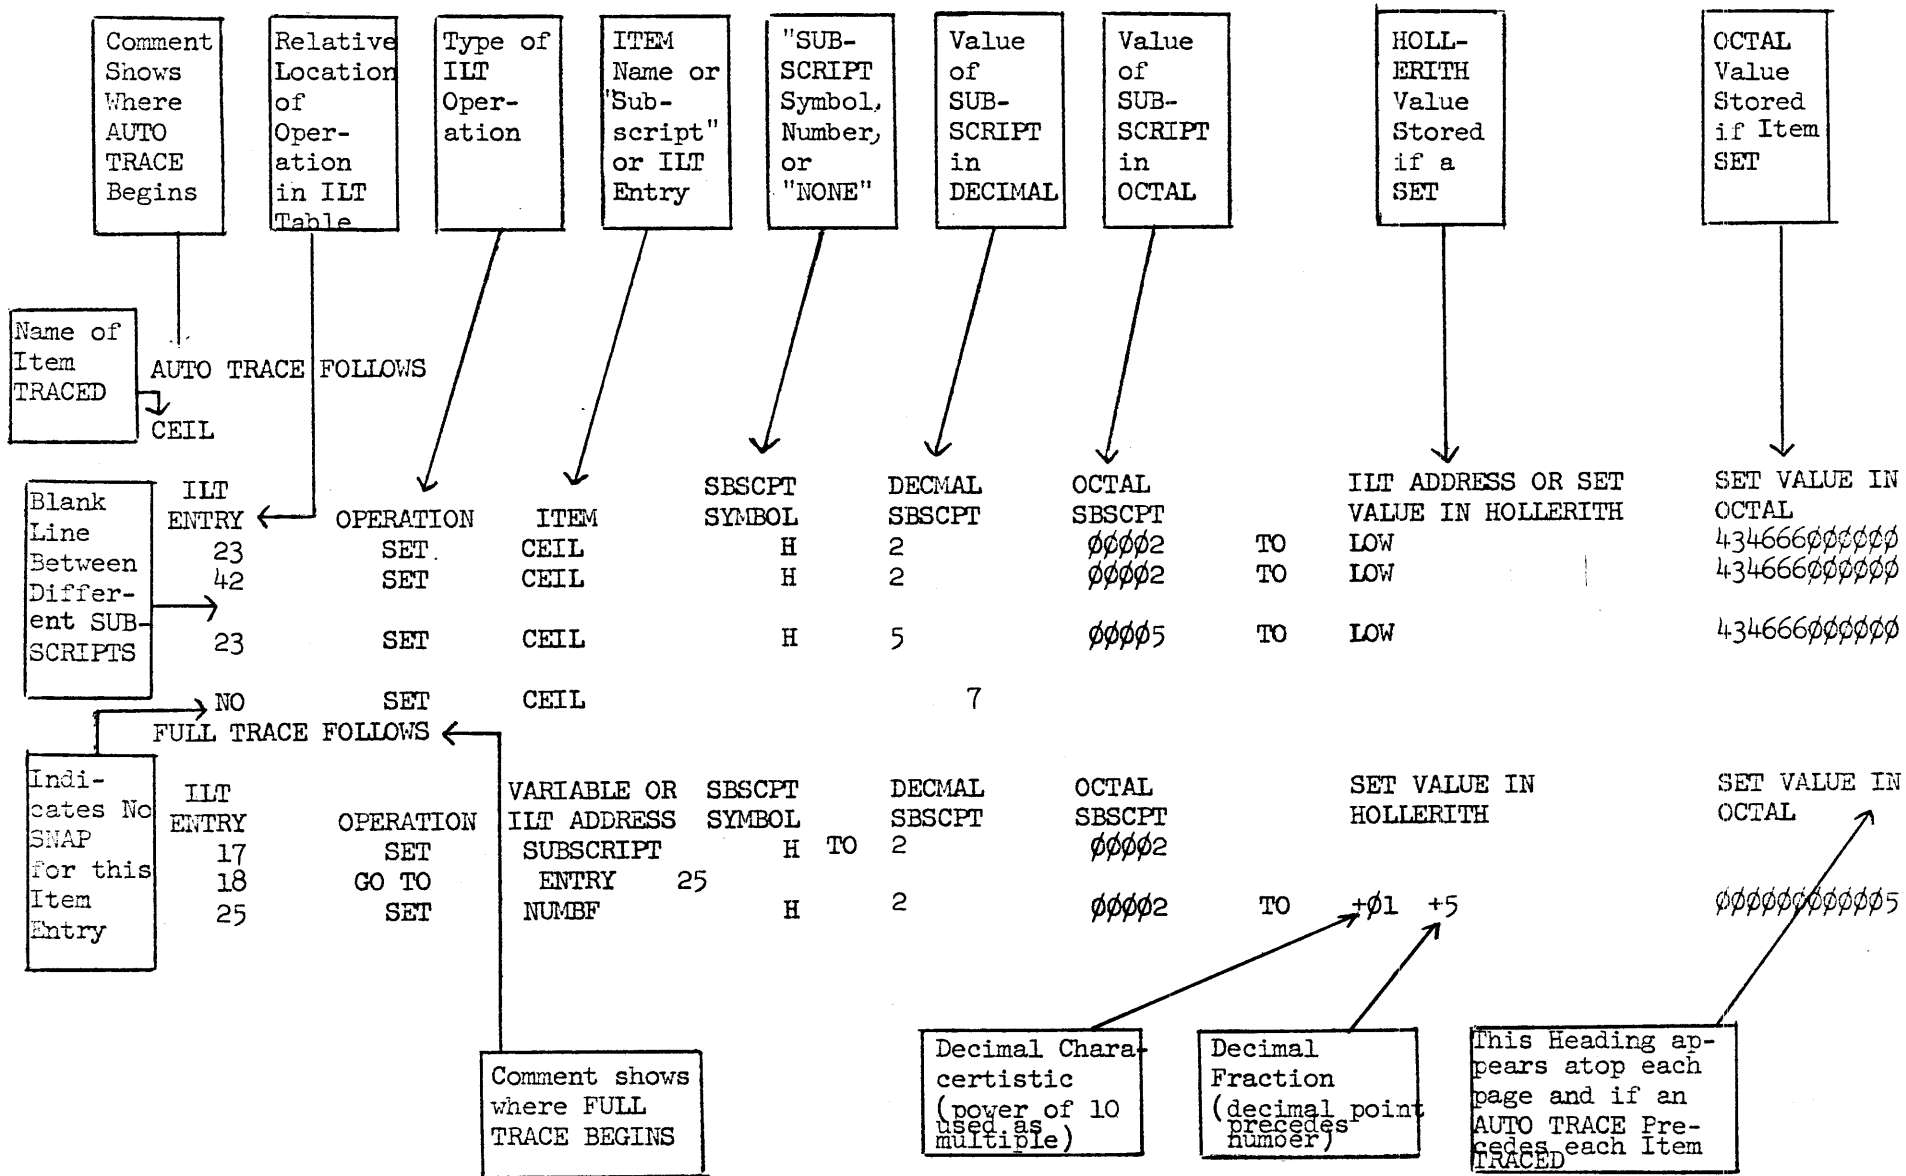 Comment
Shows
Where
AUTO
TRACE
Begins
Relative
Location
of
Oper-
ation
in ILT
Table
Type of
ILT
Oper-
ation
ITEM
Name or
"Sub-
script"
or ILT
Entry
"SUB-
SCRIPT
Symbol,
Number,
or
"NONE"
Value
of
SUB-
SCRIPT
in
DECIMAL
Value
of
SUB-
SCRIPT
in
OCTAL
HOLL-
ERITH
Value
Stored
if a
SET
OCTAL
Value
Stored
if Item
SET
Name of
Item
TRACED
AUTO TRACE FOLLOWS
CEIL
Blank
Line
Between
Differ-
ent SUB-
SCRIPTS
ILT SBSCPT DECMAL OCTAL ILT ADDRESS OR SET SET VALUE IN
ENTRY OPERATION ITEM SYMBOL SBSCPT SBSCPT VALUE IN HOLLERITH OCTAL
23 SET. CEIL H 2 ØØØØ2 TO LOW 434666ØØØØØØ
42 SET CEIL H 2 ØØØØ2 TO LOW 434666ØØØØØØ
23 SET CEIL H 5 ØØØØ5 TO LOW 434666ØØØØØØ
NO SET CEIL 7
FULL TRACE FOLLOWS
Indi-
cates No
SNAP
for this
Item
Entry
ILT VARIABLE OR SBSCPT DECMAL OCTAL SET VALUE IN SET VALUE IN
ENTRY OPERATION ILT ADDRESS SYMBOL SBSCPT SBSCPT HOLLERITH OCTAL
17 SET SUBSCRIPT H TO 2 ØØØØ2
18 GO TO ENTRY 25
25 SET NUMBF H 2 ØØØØ2 TO +Ø1 +5 ØØØØØØØØØØØ5
Comment shows
where FULL
TRACE BEGINS
Decimal Chara-
certistic
(power of 10
used as
multiple)
Decimal
Fraction
(decimal point
precedes
number)
This Heading ap-
pears atop each
page and if an
AUTO TRACE Pre-
cedes each Item
TRACED